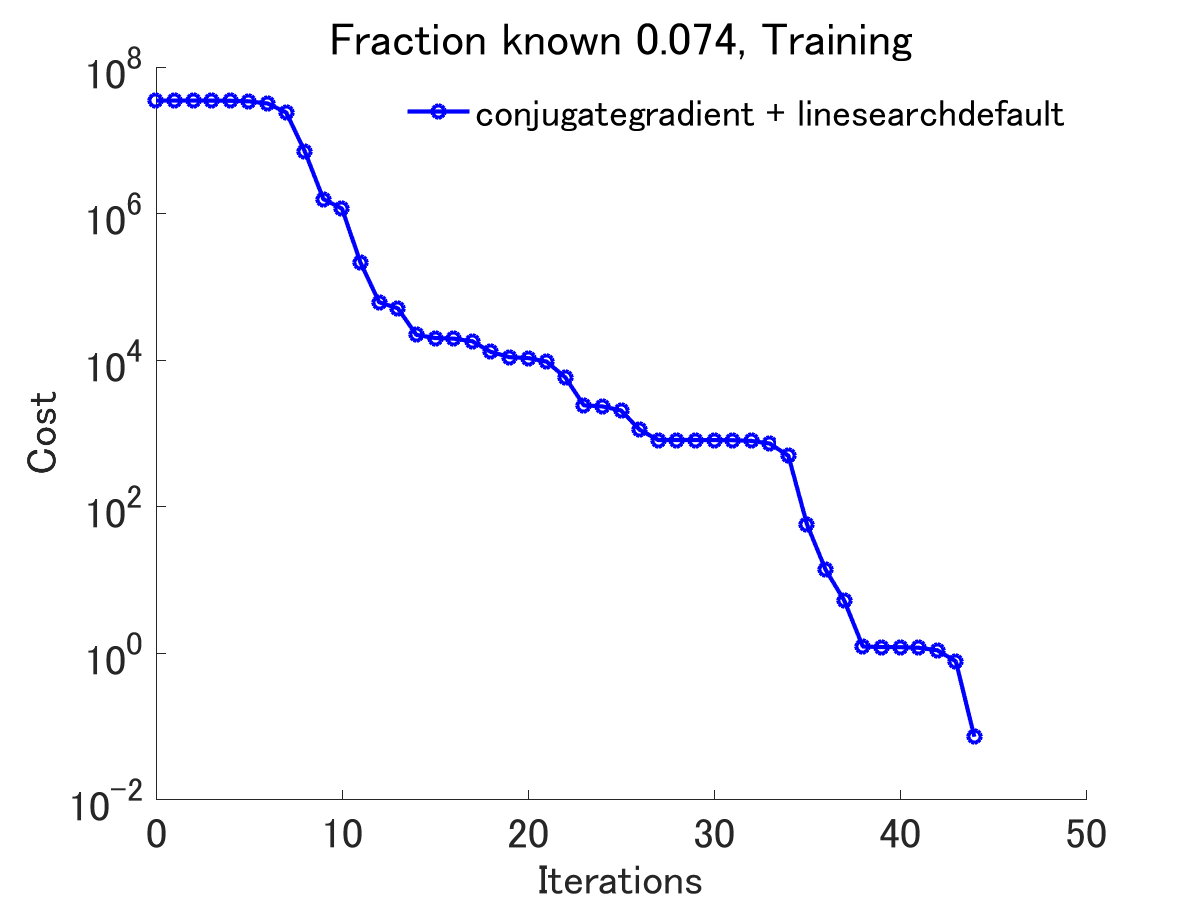 Fraction known 0.074, Training
conjugategradient + linesearchdefault
10^8
10^6
10^4
10^2
10^0
10^−2
Cost
0 10 20 30 40 50
Iterations